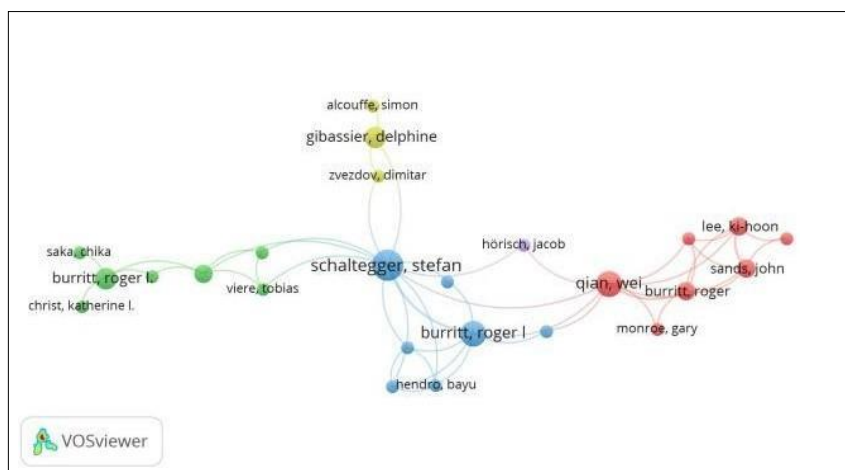 alcouffe, simon
gibassier, delphine
zvezdov, dimitar
lee, ki-hoon
hörisch, jacob
saka, chika
schaltegger, stefan
sands, john
burritt, roger l.
qian, wei
viere, tobias
burritt, roger
christ, katherine l.
burritt, roger l
monroe, gary
hendro, bayu
VOSviewer